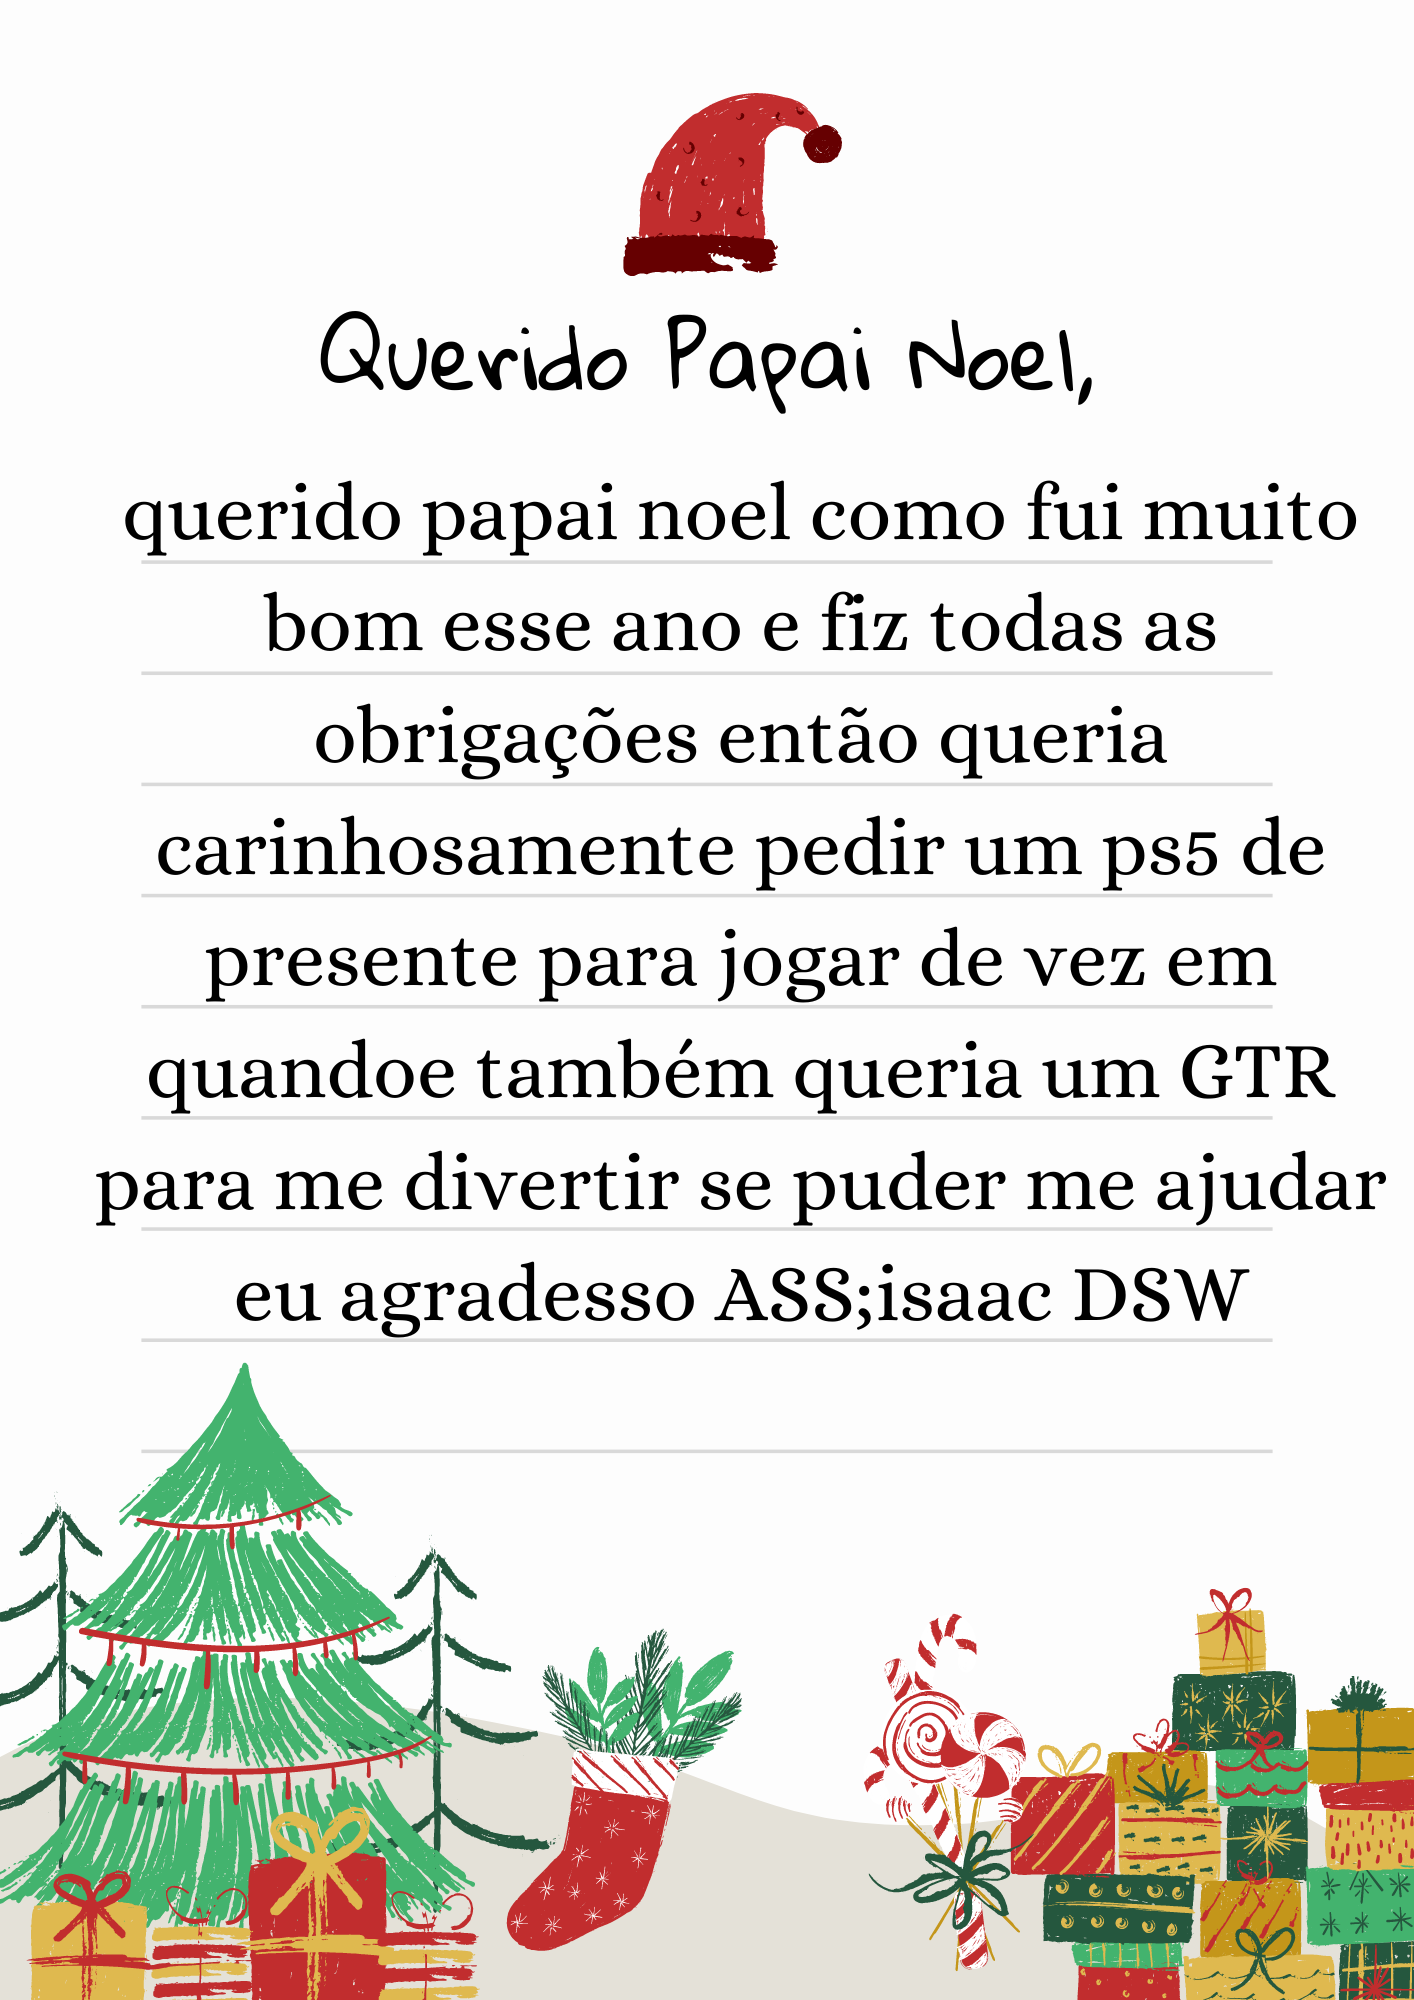 Querido Papai Noel,
querido papai noel como fui muito
bom esse ano e fiz todas as
obrigações então queria
carinhosamente pedir um ps5 de
presente para jogar de vez em
quandoe também queria um GTR
para me divertir se puder me ajudar
eu agradesso ASS;isaac DSW